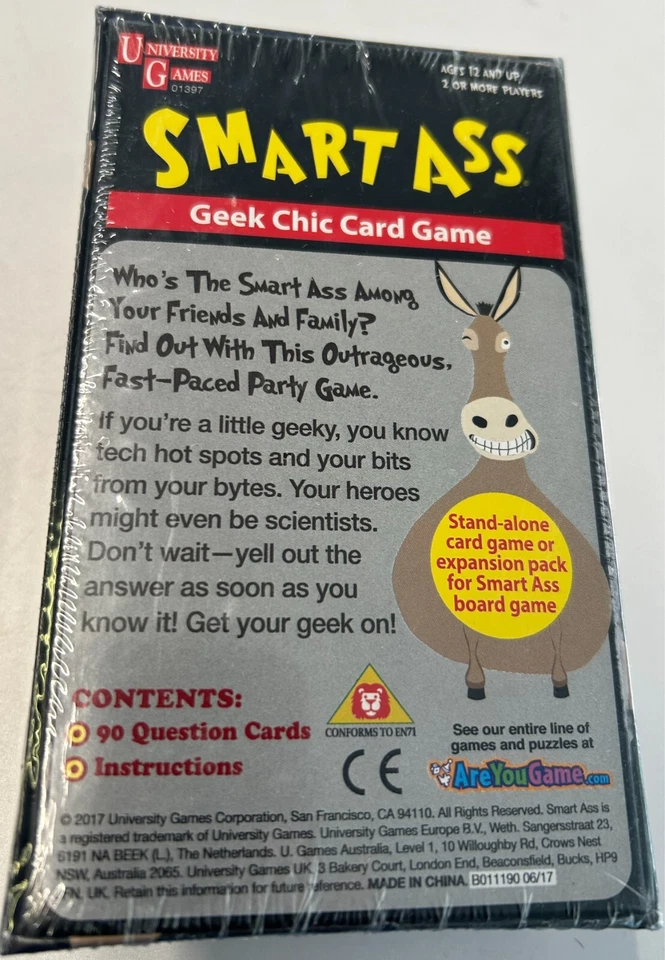 UNIVERSITY
GAMES
01397
AGES 12 AND UP
2 OR MORE PLAYERS
SMART ASS
Geek Chic Card Game
Who's The Smart Ass Among
Your Friends And Family?
Find Out With This Outrageous,
Fast-Paced Party Game.
If you're a little geeky, you know
tech hot spots and your bits
from your bytes. Your heroes
might even be scientists.
Don't wait—yell out the
answer as soon as you
know it! Get your geek on!
Stand-alone
card game or
expansion pack
for Smart Ass
board game
CONTENTS:
90 Question Cards
Instructions
CONFORMS TO EN71
CE
See our entire line of
games and puzzles at
AreYouGame.com
© 2017 University Games Corporation, San Francisco, CA 94110. All Rights Reserved. Smart Ass is
a registered trademark of University Games. University Games Europe B.V., Weth. Sangersstraat 23,
6191 NA BEEK (L.), The Netherlands. U. Games Australia, Level 1, 10 Willoughby Rd, Crows Nest
NSW, Australia 2065. University Games UK, 3 Bakery Court, London End, Beaconsfield, Bucks, HP9
UK. Retain this information for future reference. MADE IN CHINA. B011190 06/17